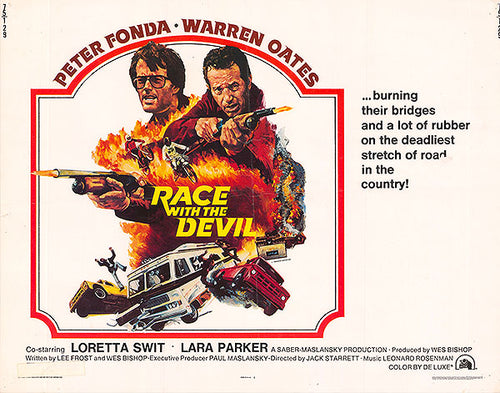 PETER FONDA · WARREN OATES
...burning
their bridges
and a lot of rubber
on the deadliest
stretch of road
in the
country!
RACE
WITH THE
DEVIL
Co-starring LORETTA SWIT · LARA PARKER A SABER-MASLANSKY PRODUCTION · Produced by WES BISHOP
Written by LEE FROST and WES BISHOP·Executive Producer PAUL MASLANSKY·Directed by JACK STARRETT·Music LEONARD ROSENMAN
COLOR BY DE LUXE®